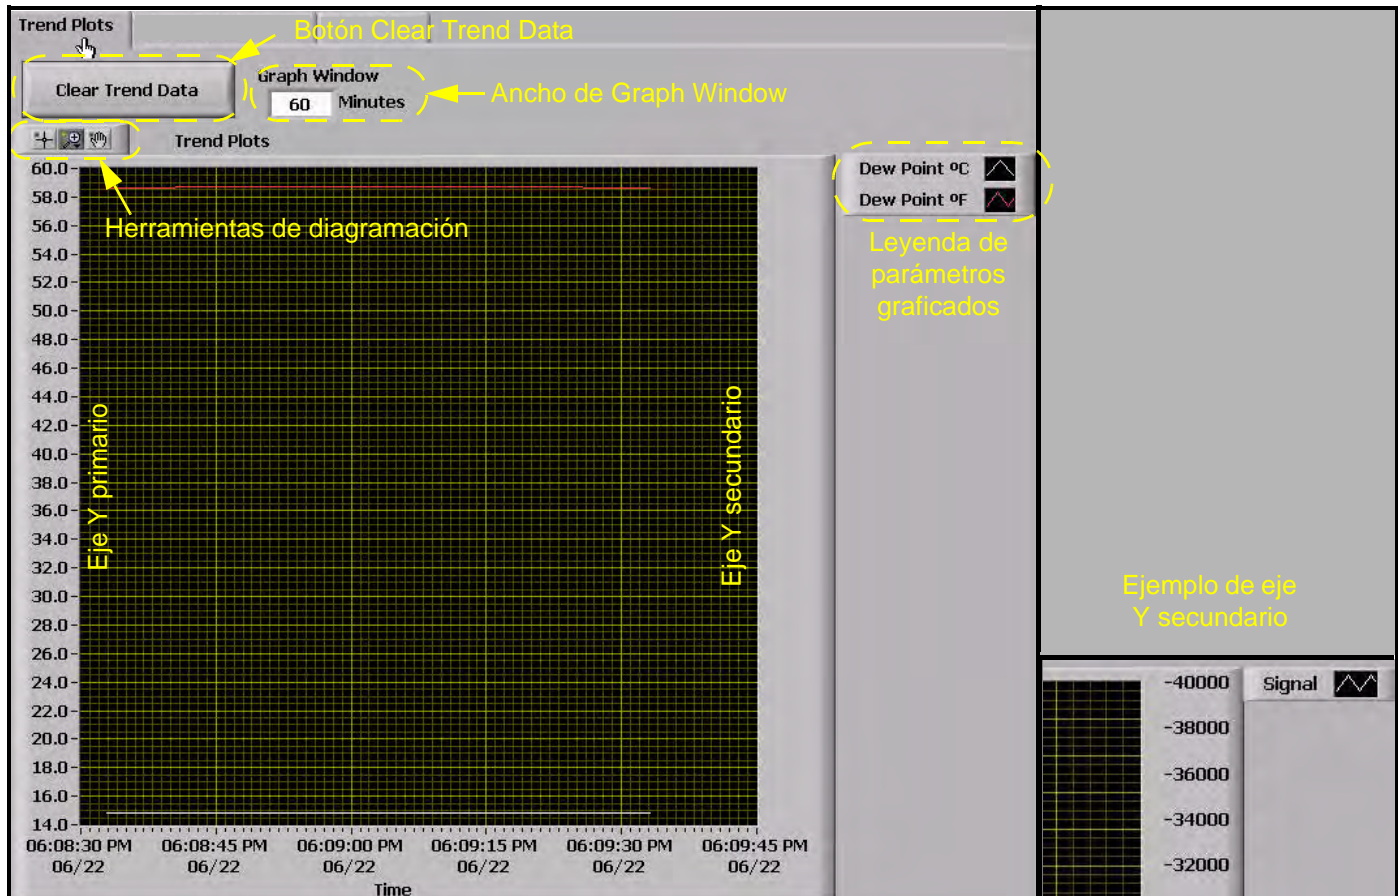 Trend Plots
Botón Clear Trend Data
Clear Trend Data
Graph Window
60 Minutes
Ancho de Graph Window
Trend Plots
60.0
58.0
56.0
54.0
52.0
50.0
48.0
46.0
44.0
42.0
40.0
38.0
36.0
34.0
32.0
30.0
28.0
26.0
24.0
22.0
20.0
18.0
16.0
14.0
Herramientas de diagramación
Eje Y primario
Eje Y secundario
06:08:30 PM
06/22
06:08:45 PM
06/22
06:09:00 PM
06/22
06:09:15 PM
06/22
06:09:30 PM
06/22
06:09:45 PM
06/22
Time
Dew Point ºC
Dew Point ºF
Leyenda de
parámetros
graficados
Ejemplo de eje
Y secundario
-40000
-38000
-36000
-34000
-32000
Signal